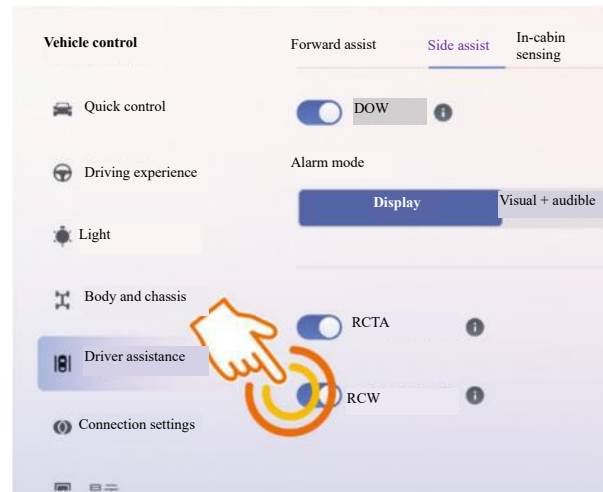 Vehicle control
Forward assist
Side assist
In-cabin
sensing
Quick control
DOW
Driving experience
Alarm mode
Display
Visual + audible
Light
Body and chassis
RCTA
Driver assistance
RCW
Connection settings